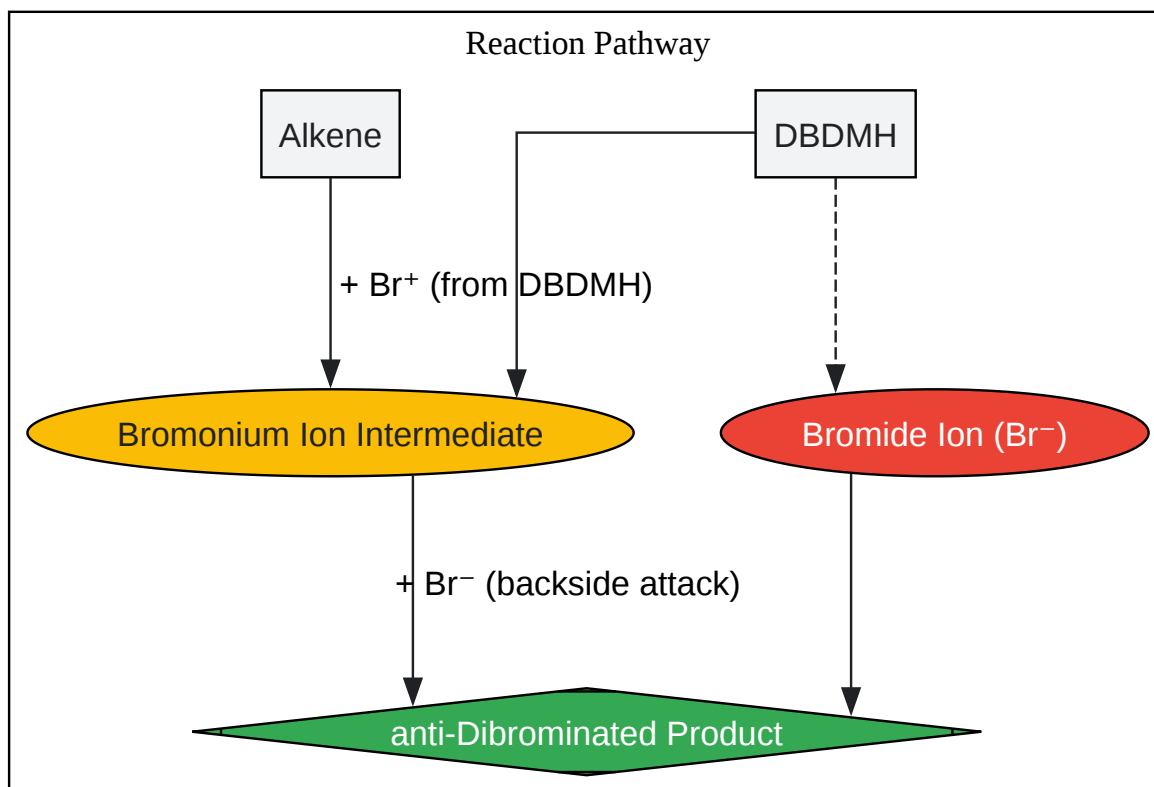 Reaction Pathway
Alkene
DBDMH
+ Br⁺ (from DBDMH)
Bromonium Ion Intermediate
Bromide Ion (Br⁻)
+ Br⁻ (backside attack)
anti-Dibrominated Product